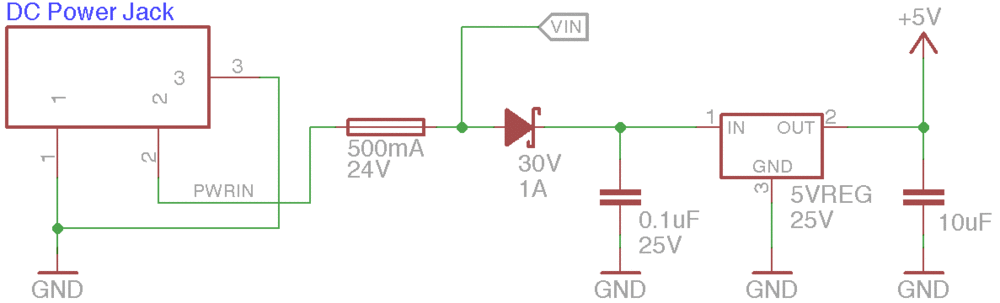 DC Power Jack
VIN
+5V
3
3
1
2
1
2
PWRIN
500mA
24V
30V
1A
0.1uF
25V
1
IN
OUT
2
GND
3
5VREG
25V
10uF
GND
GND
GND
GND